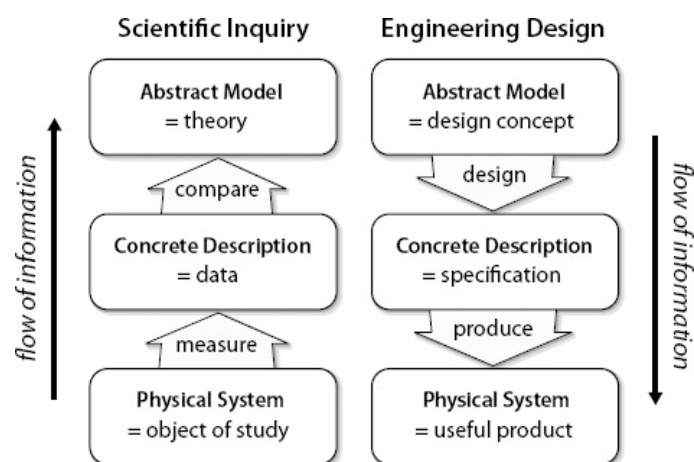 Scientific Inquiry
Abstract Model
= theory
compare
Concrete Description
= data
measure
Physical System
= object of study
flow of information
Engineering Design
Abstract Model
= design concept
design
Concrete Description
= specification
produce
Physical System
= useful product
flow of information